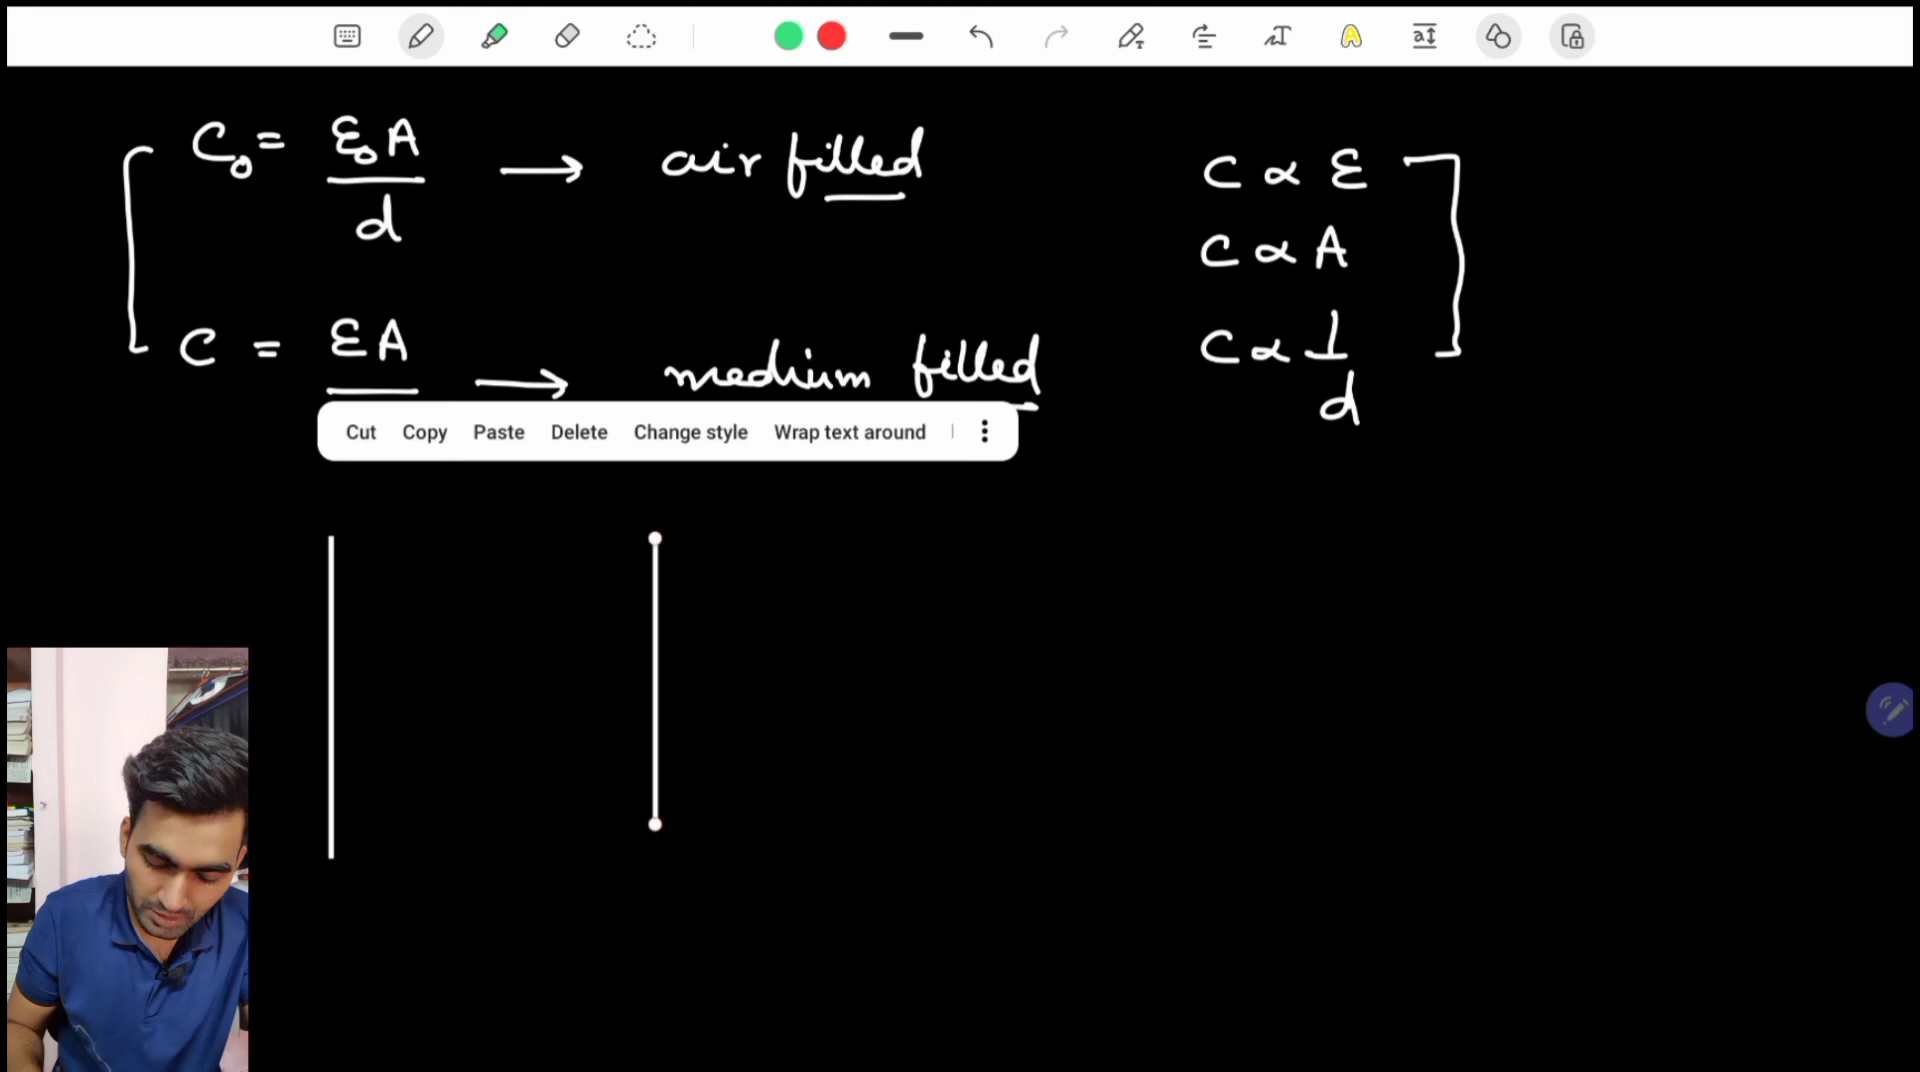 C₀ = ε₀A / d → air filled
C = εA → medium filled
Cut Copy Paste Delete Change style Wrap text around
C ∝ ε
C ∝ A
C ∝ 1 / d